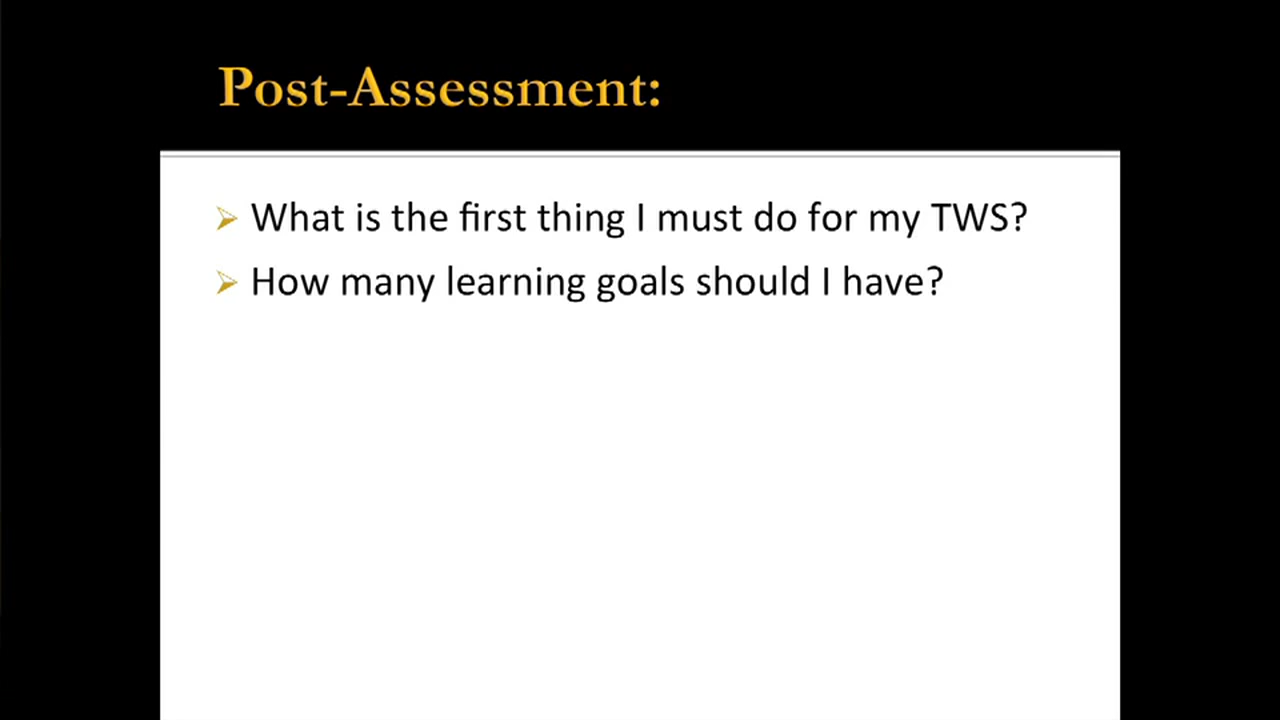 Post-Assessment:
What is the first thing I must do for my TWS?
How many learning goals should I have?